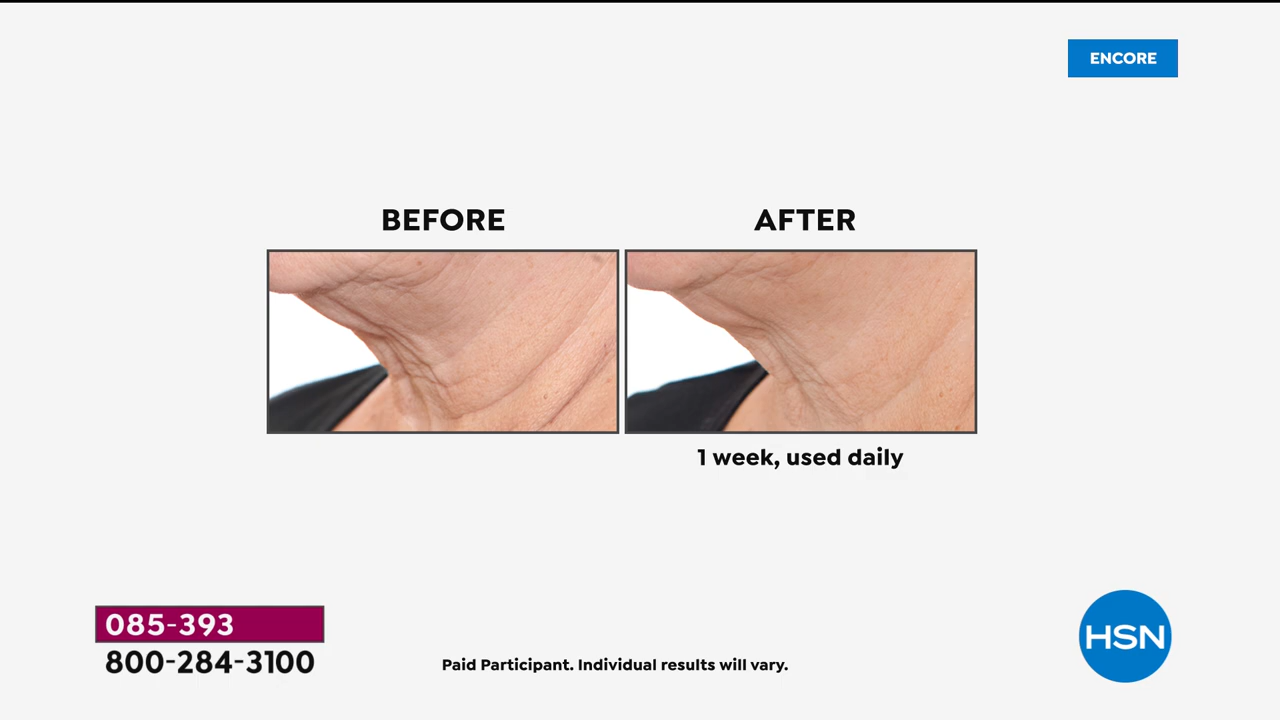 ENCORE
BEFORE
AFTER
1 week, used daily
085-393
800-284-3100
Paid Participant. Individual results will vary.
HSN